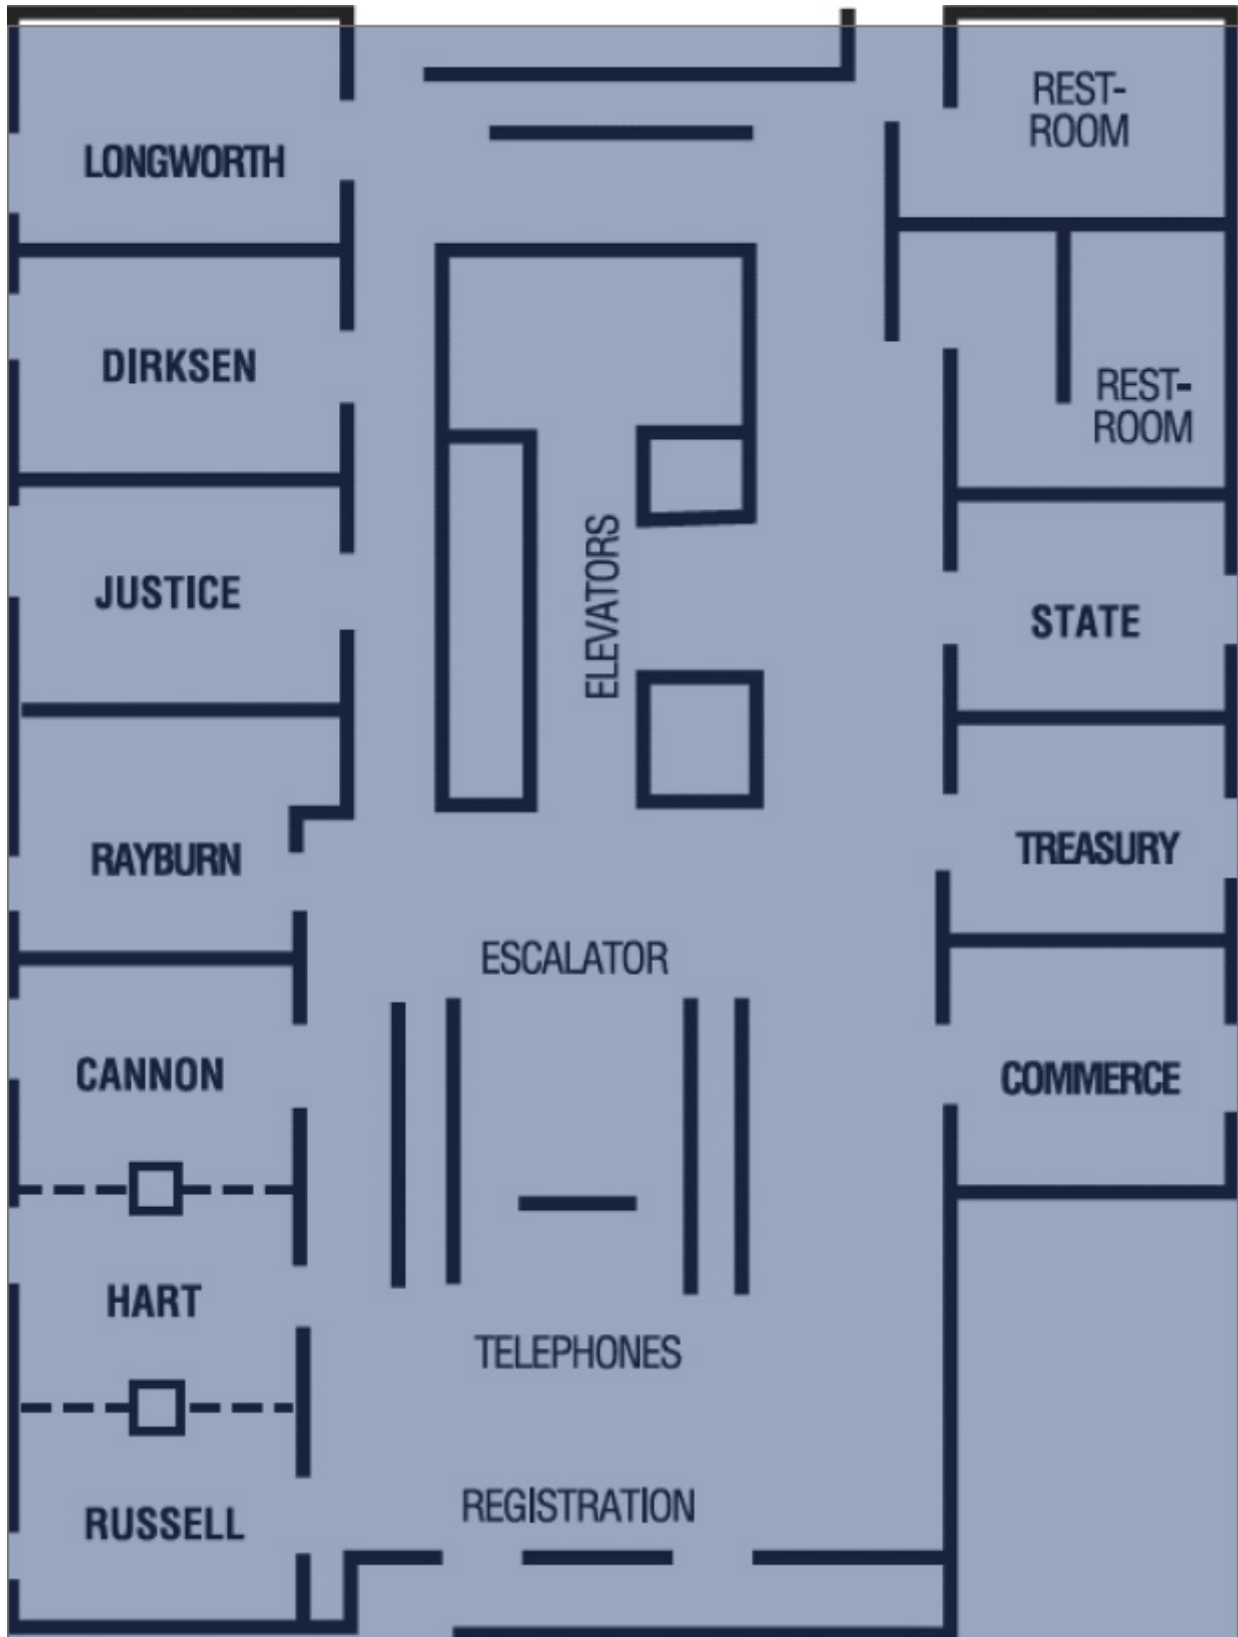 REST-
ROOM
LONGWORTH
DIRKSEN
REST-
ROOM
JUSTICE
ELEVATORS
STATE
RAYBURN
TREASURY
ESCALATOR
CANNON
COMMERCE
HART
TELEPHONES
REGISTRATION
RUSSELL